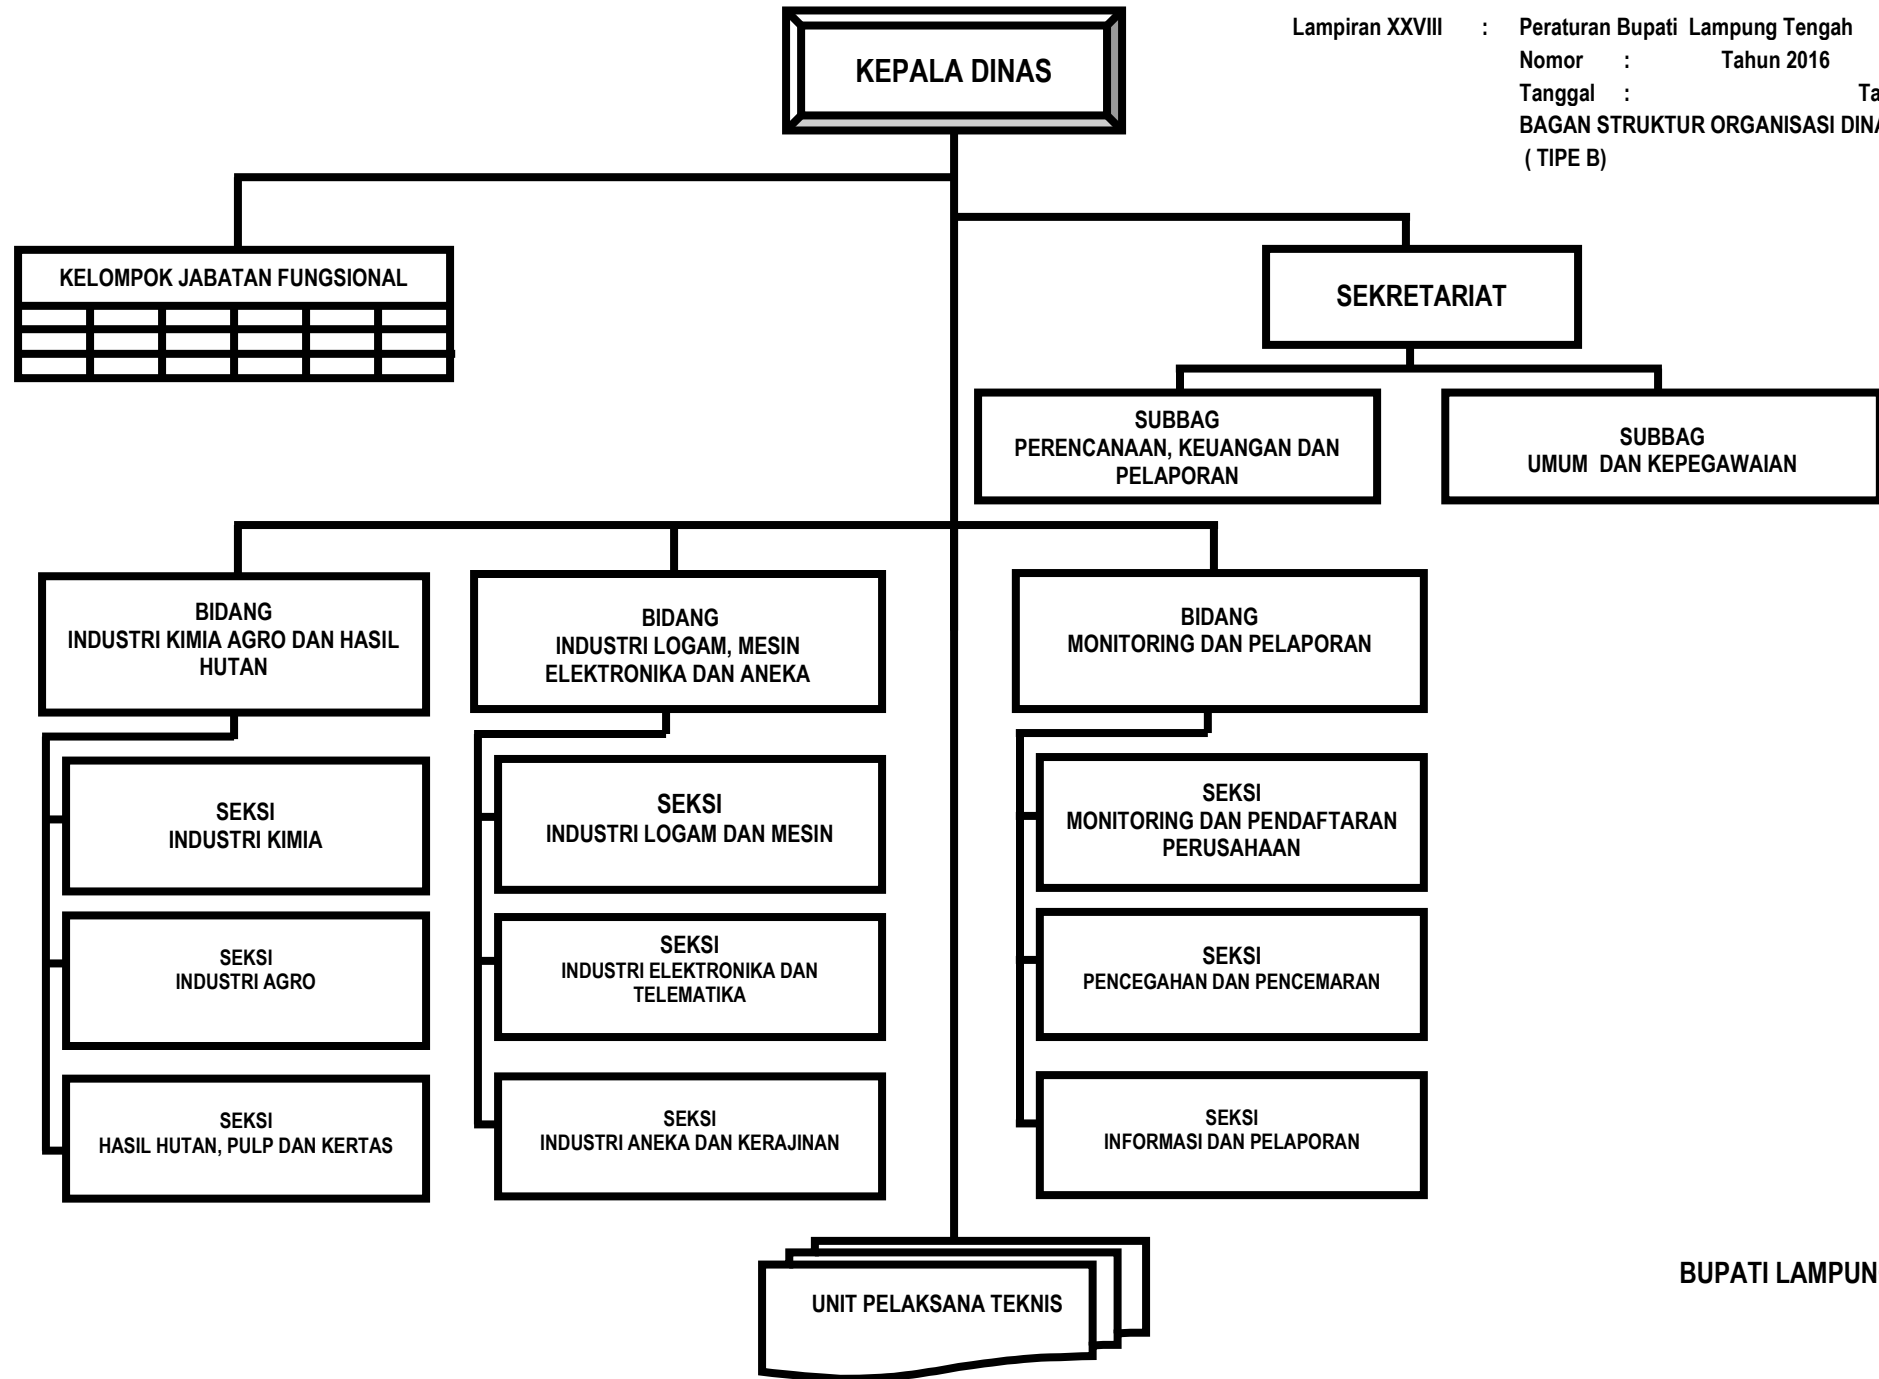 Lampiran XXVIII : Peraturan Bupati Lampung Tengah
Nomor : Tahun 2016
Tanggal :
BAGAN STRUKTUR ORGANISASI
( TIPE B)
KEPALA DINAS
KELOMPOK JABATAN FUNGSIONAL
SEKRETARIAT
SUBBAG
PERENCANAAN, KEUANGAN DAN
PELAPORAN
SUBBAG
UMUM DAN KEPEGAWAIAN
BIDANG
INDUSTRI KIMIA AGRO DAN HASIL
HUTAN
BIDANG
INDUSTRI LOGAM, MESIN
ELEKTRONIKA DAN ANEKA
BIDANG
MONITORING DAN PELAPORAN
SEKSI
INDUSTRI KIMIA
SEKSI
INDUSTRI LOGAM DAN MESIN
SEKSI
MONITORING DAN PENDAFTARAN
PERUSAHAAN
SEKSI
INDUSTRI AGRO
SEKSI
INDUSTRI ELEKTRONIKA DAN
TELEMATIKA
SEKSI
PENCEGAHAN DAN PENCEMARAN
SEKSI
HASIL HUTAN, PULP DAN KERTAS
SEKSI
INDUSTRI ANEKA DAN KERAJINAN
SEKSI
INFORMASI DAN PELAPORAN
UNIT PELAKSANA TEKNIS
BUPATI